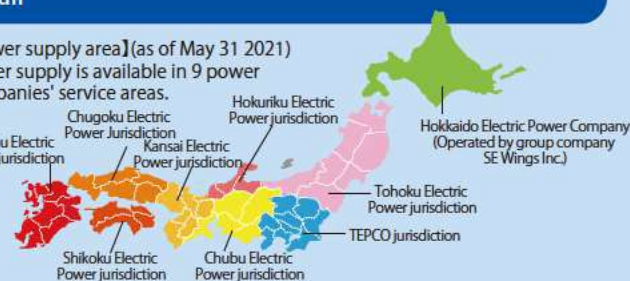 wer supply area】(as of May 31 2021)
er supply is available in 9 power
panies' service areas.
Hokuriku Electric
Power jurisdiction
Chugoku Electric
Power Jurisdiction
Kansai Electric
Power jurisdiction
u Electric
jurisdiction
Hokkaido Electric Power Company
(Operated by group company
SE Wings Inc.)
Tohoku Electric
Power jurisdiction
TEPCO jurisdiction
Shikoku Electric
Power jurisdiction
Chubu Electric
Power jurisdiction